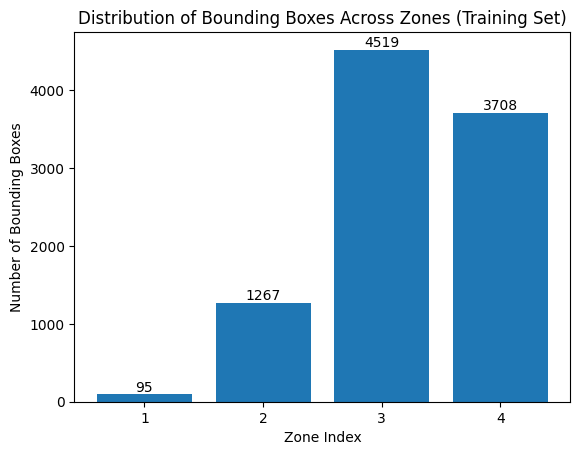 Distribution of Bounding Boxes Across Zones (Training Set)
4519
3708
1267
95
Number of Bounding Boxes
4000
3000
2000
1000
0
1 2 3 4
Zone Index